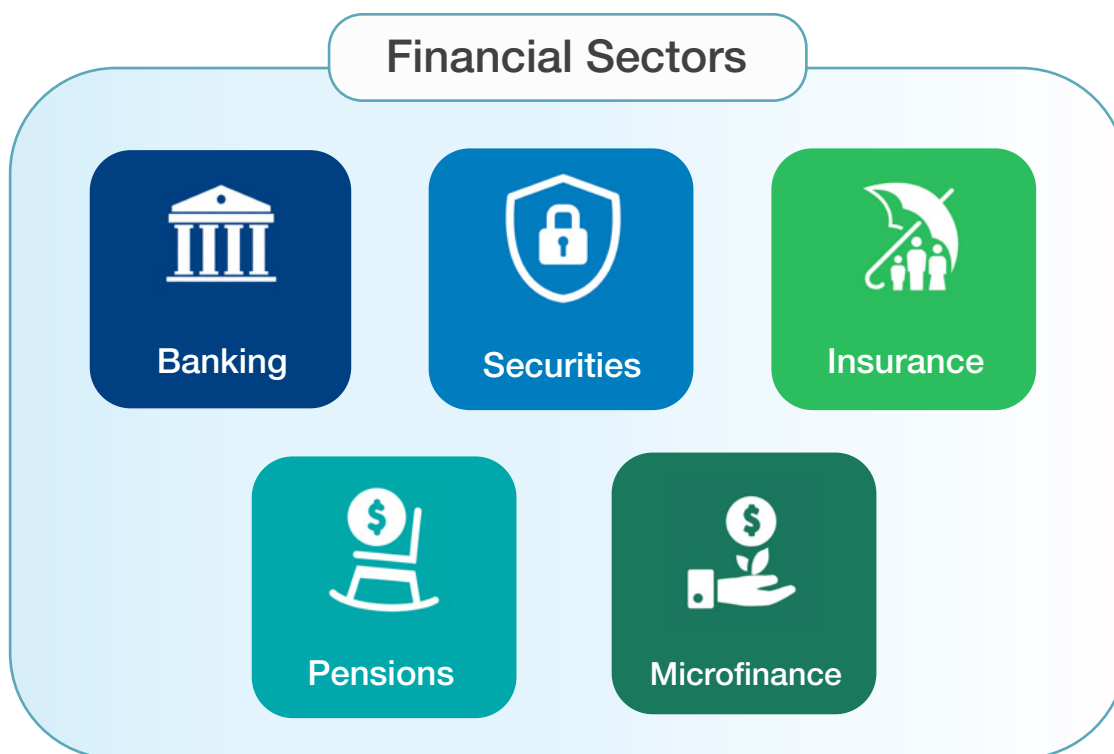 Financial Sectors
Banking
Securities
Insurance
$
Pensions
$
Microfinance